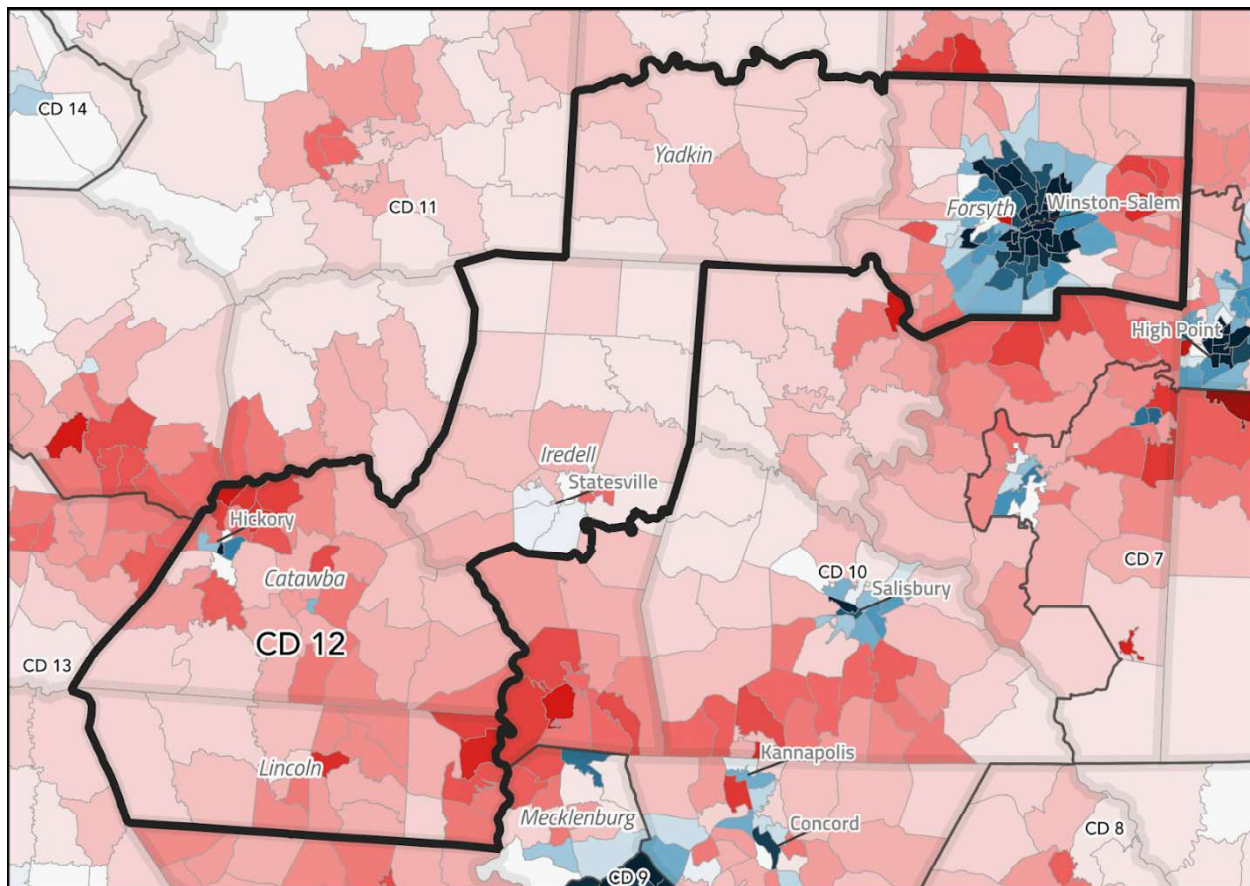 CD 14
Yadkin
CD 11
Forsyth
Winston-Salem
High Point
Iredell
Statesville
Hickory
Catawba
CD 12
CD 13
CD 10
Salisbury
CD 7
Lincoln
Kannapolis
Mecklenburg
Concord
CD 8
CD 9